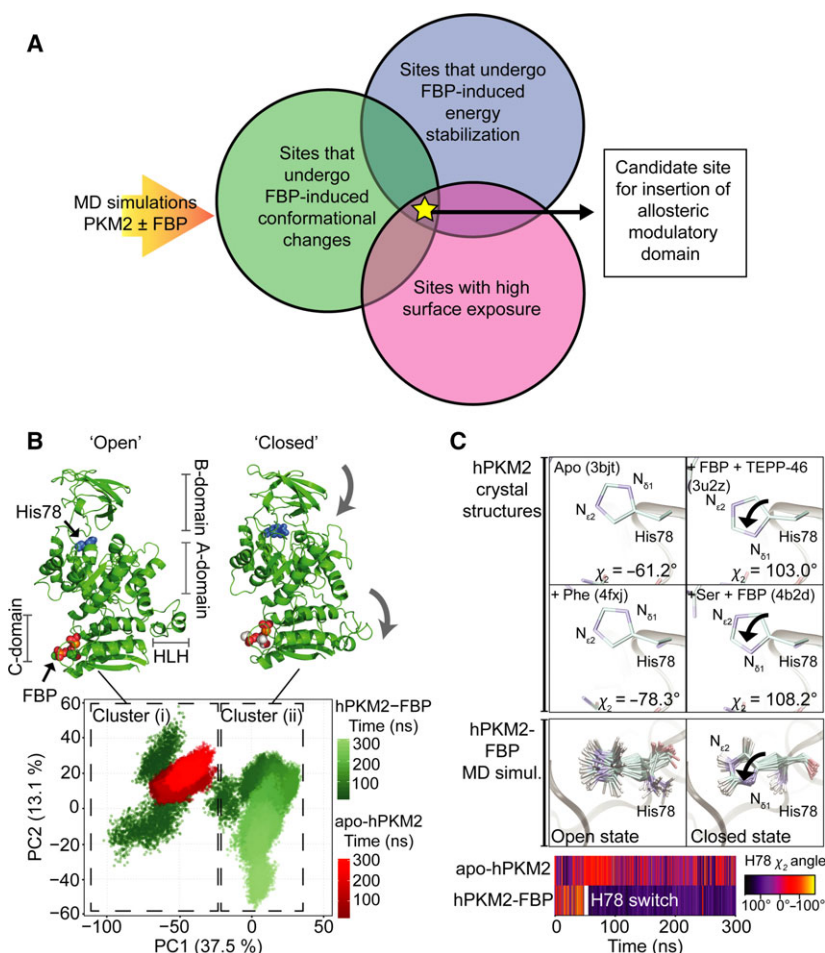 A
Sites that undergo
FBP-induced
energy
stabilization
Sites that
undergo
FBP-induced
conformational
changes
MD simulations
PKM2 ± FBP
Candidate site
for insertion of
allosteric
modulatory
domain
Sites with high
surface exposure
B
'Open'
'Closed'
His78
B-domain
A-domain
C-domain
HLH
FBP
Cluster (i)
Cluster (ii)
60
40
20
0
−20
−40
−60
PC2 (13.1 %)
−100
−50
0
50
PC1 (37.5 %)
hPKM2−FBP
Time (ns)
300
200
100
apo-hPKM2
Time (ns)
300
200
100
C
hPKM2
crystal
structures
Apo (3bjt)
Nδ1
Nε2
His78
χ2 = −61.2°
+ FBP + TEPP-46
(3u2z)
Nε2
Nδ1
His78
χ2 = 103.0°
+ Phe (4fxj)
Nε2
Nδ1
His78
χ2 = −78.3°
+Ser + FBP (4b2d)
Nε2
Nδ1
His78
χ2 = 108.2°
hPKM2-
FBP
MD simul.
His78
Open state
Nε2
Nδ1
His78
Closed state
apo-hPKM2
hPKM2-FBP
H78 switch
0
100
200
300
Time (ns)
H78 χ2 angle
100° 0°−100°